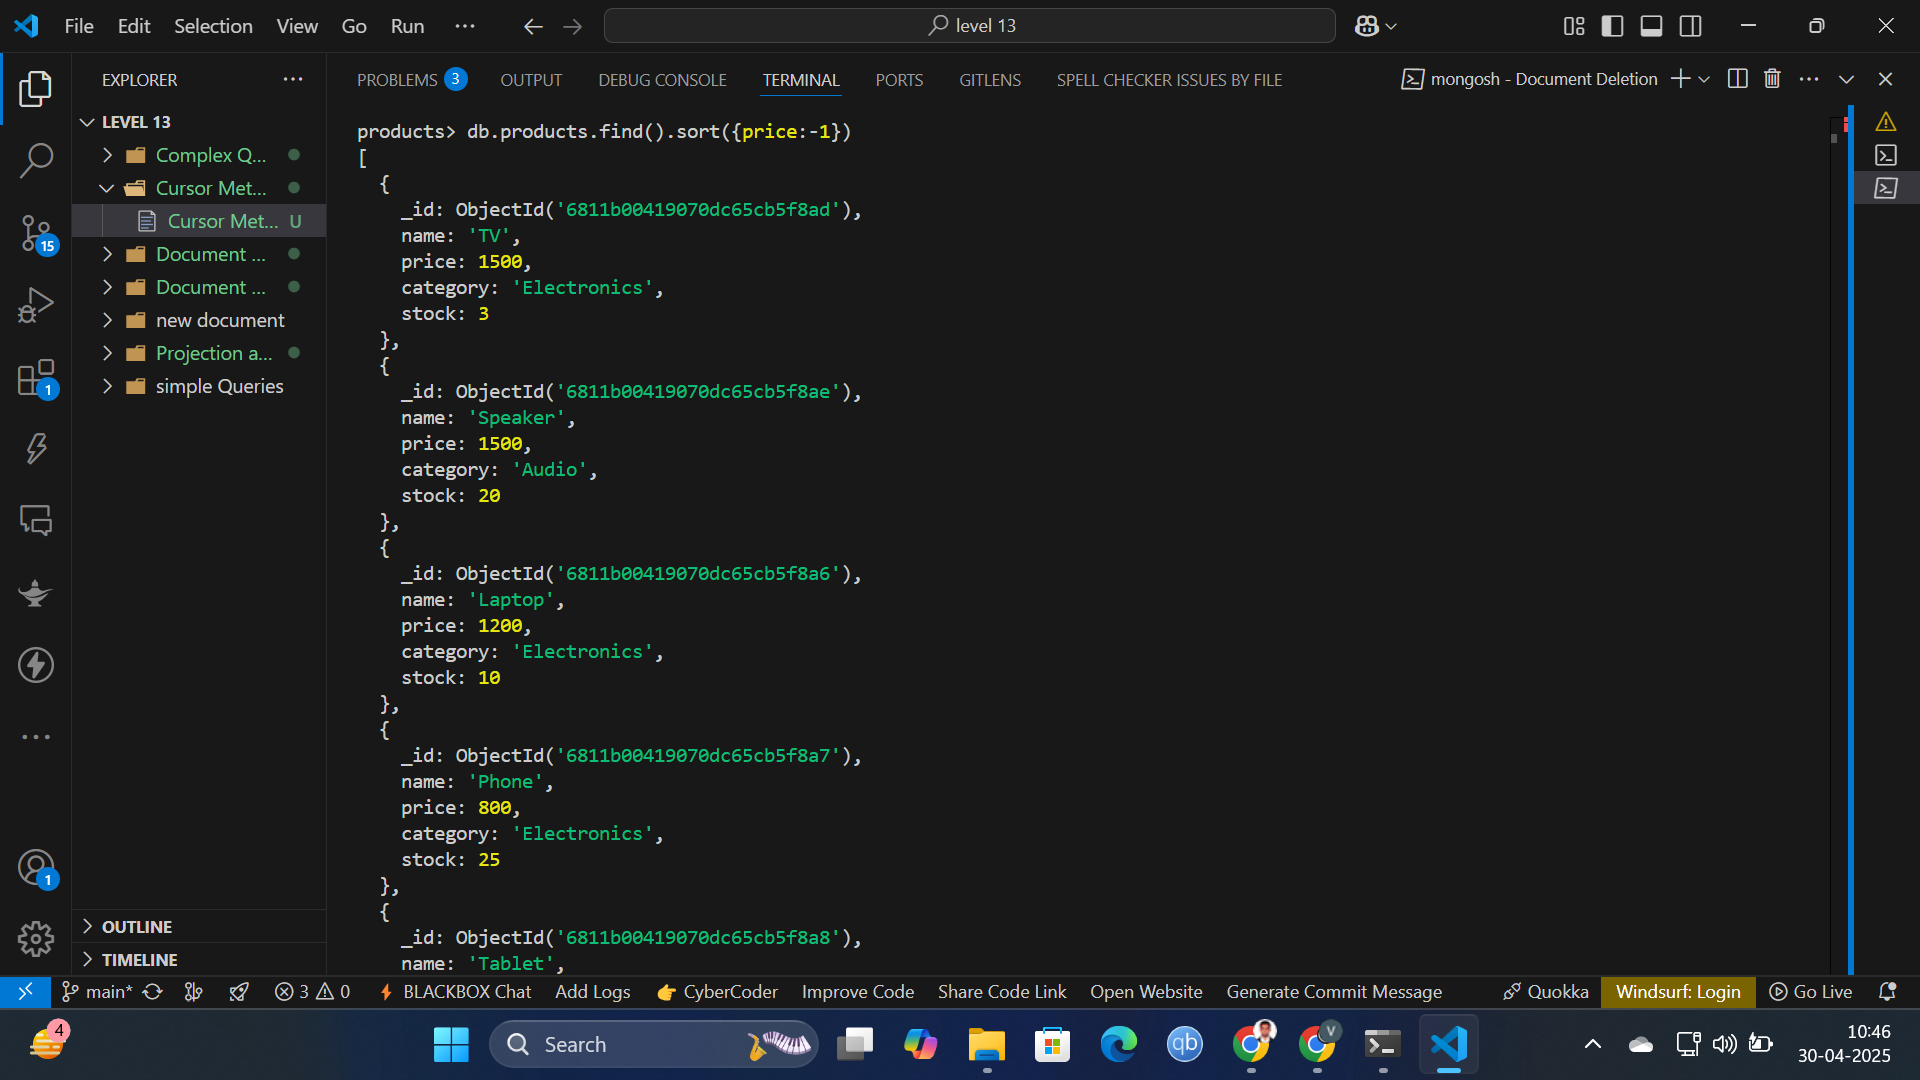 File Edit Selection View Go Run ...
level 13
EXPLORER
LEVEL 13
Complex Q...
Cursor Met...
Cursor Met... U
Document ...
Document ...
new document
Projection a...
simple Queries
OUTLINE
TIMELINE
15
1
1
PROBLEMS 3 OUTPUT DEBUG CONSOLE TERMINAL PORTS GITLENS SPELL CHECKER ISSUES BY FILE
mongosh - Document Deletion
products> db.products.find().sort({price:-1})
[
{
_id: ObjectId('6811b00419070dc65cb5f8ad'),
name: 'TV',
price: 1500,
category: 'Electronics',
stock: 3
},
{
_id: ObjectId('6811b00419070dc65cb5f8ae'),
name: 'Speaker',
price: 1500,
category: 'Audio',
stock: 20
},
{
_id: ObjectId('6811b00419070dc65cb5f8a6'),
name: 'Laptop',
price: 1200,
category: 'Electronics',
stock: 10
},
{
_id: ObjectId('6811b00419070dc65cb5f8a7'),
name: 'Phone',
price: 800,
category: 'Electronics',
stock: 25
},
{
_id: ObjectId('6811b00419070dc65cb5f8a8'),
name: 'Tablet',
main* 3 0 BLACKBOX Chat Add Logs CyberCoder Improve Code Share Code Link Open Website Generate Commit Message Quokka Windsurf: Login Go Live
4
Search
qb
V
10:46
30-04-2025